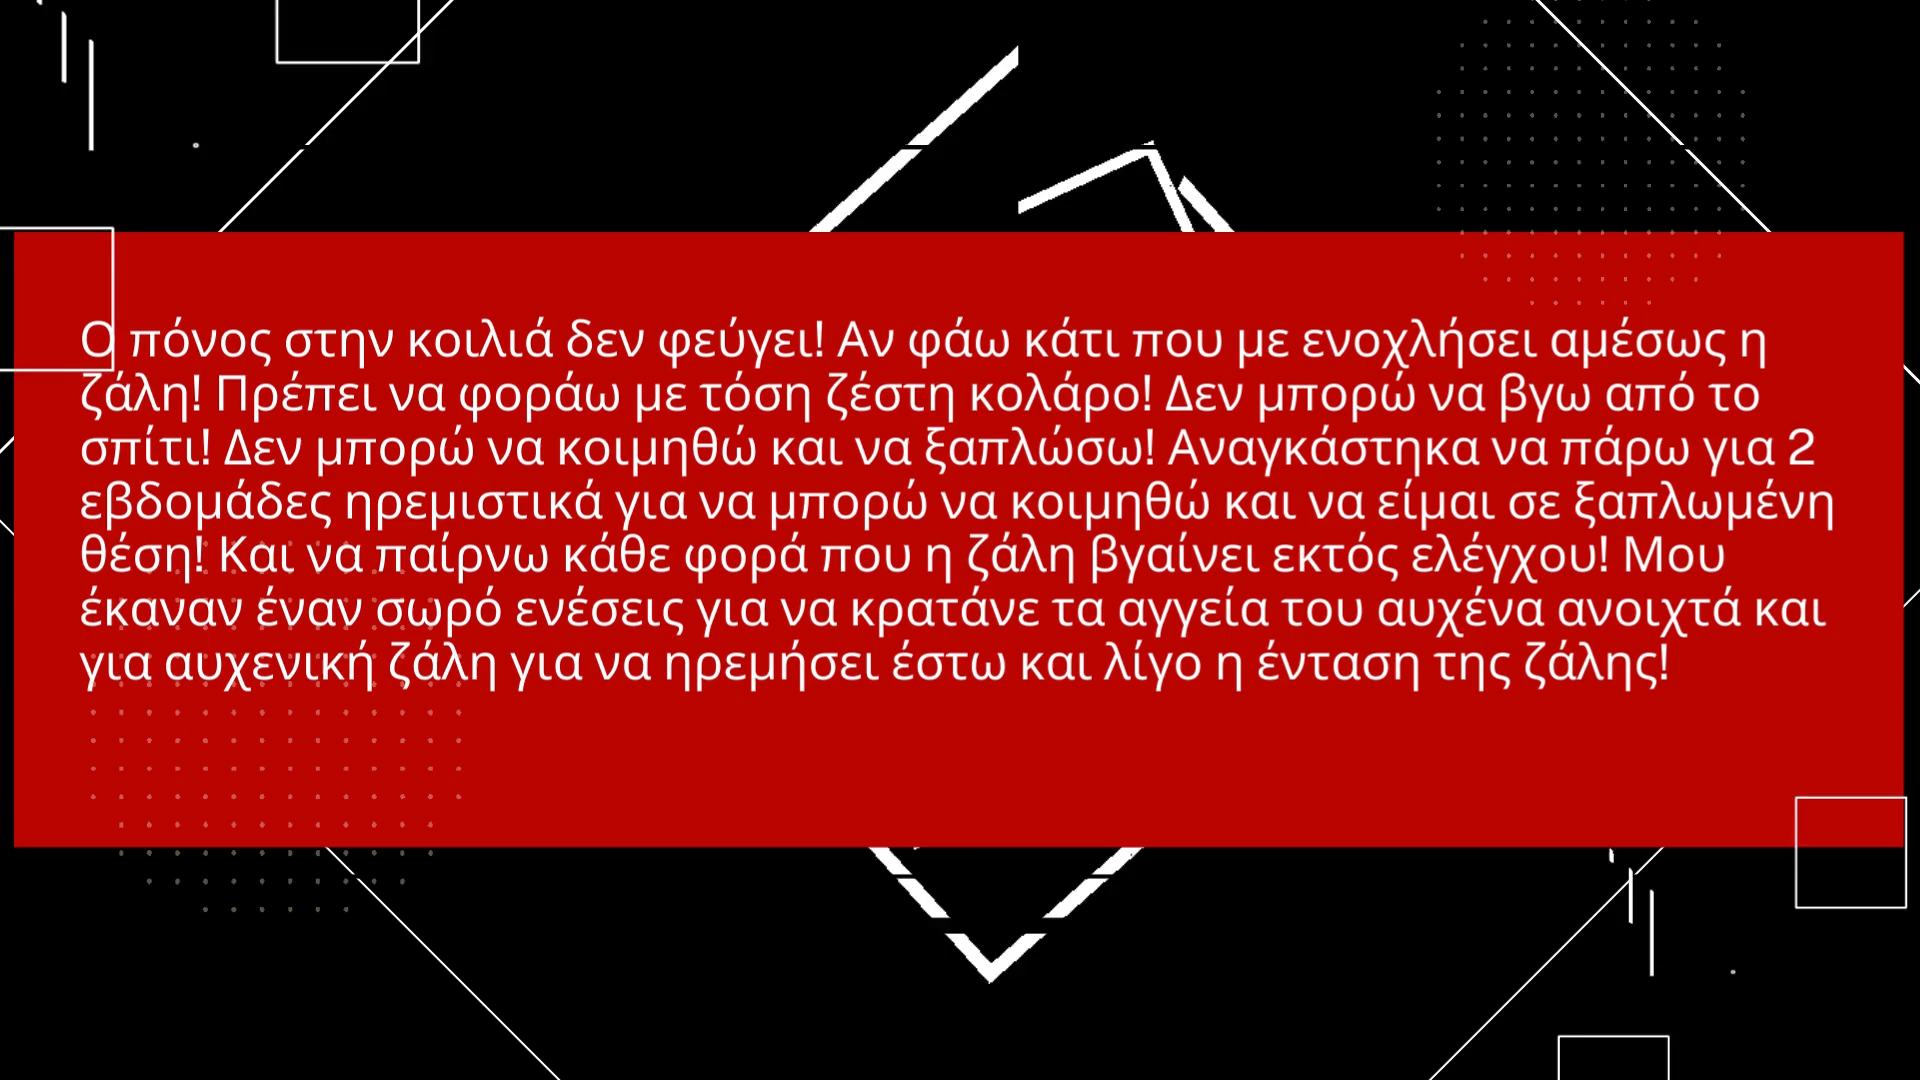 Ο πόνος στην κοιλιά δεν φεύγει! Αν φάω κάτι που με ενοχλήσει αμέσως η
ζάλη! Πρέπει να φοράω με τόση ζέστη κολάρο! Δεν μπορώ να βγω από το
σπίτι! Δεν μπορώ να κοιμηθώ και να ξαπλώσω! Αναγκάστηκα να πάρω για 2
εβδομάδες ηρεμιστικά για να μπορώ να κοιμηθώ και να είμαι σε ξαπλωμένη
θέση! Και να παίρνω κάθε φορά που η ζάλη βγαίνει εκτός ελέγχου! Μου
έκαναν έναν σωρό ενέσεις για να κρατάνε τα αγγεία του αυχένα ανοιχτά και
για αυχενική ζάλη για να ηρεμήσει έστω και λίγο η ένταση της ζάλης!